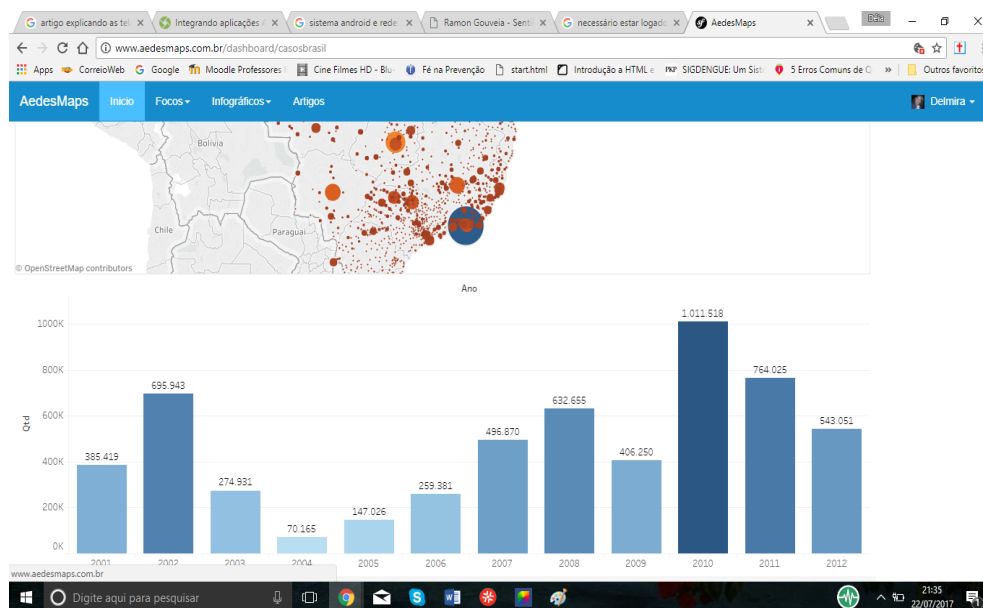 artigo explicando as tel
Integrando aplicações
sistema android e rede
Ramon Gouveia - Senti
necessário estar logado
AedesMaps
Délia
www.aedesmaps.com.br/dashboard/casosbrasil
Apps CorreioWeb Google Moodle Professores Cine Filmes HD - Blu- Fé na Prevenção start.html Introdução a HTML e PKP SIGDENGUE: Um Sist 5 Erros Comuns de » Outros favoritos
AedesMaps Inicio Focos Infográficos Artigos Delmira
Bolívia
Chile
Paraguai
© OpenStreetMap contributors
Ano
Qtd
1000K
800K
600K
400K
200K
0K
385.419
695.943
274.931
70.165
147.026
259.381
496.870
632.655
406.250
1.011.518
764.025
543.051
2001 2002 2003 2004 2005 2006 2007 2008 2009 2010 2011 2012
www.aedesmaps.com.br
Digite aqui para pesquisar
21:35
22/07/2017